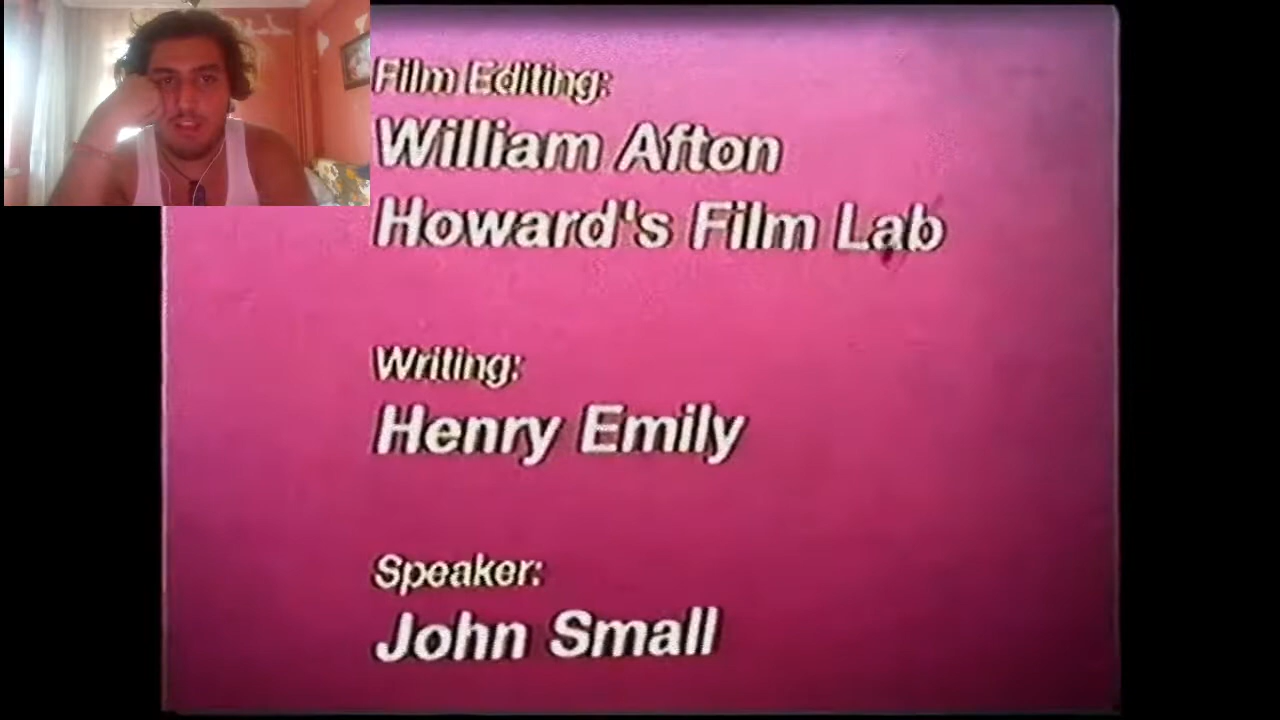 Film Editing:
William Afton
Howard's Film Lab
Writing:
Henry Emily
Speaker:
John Small